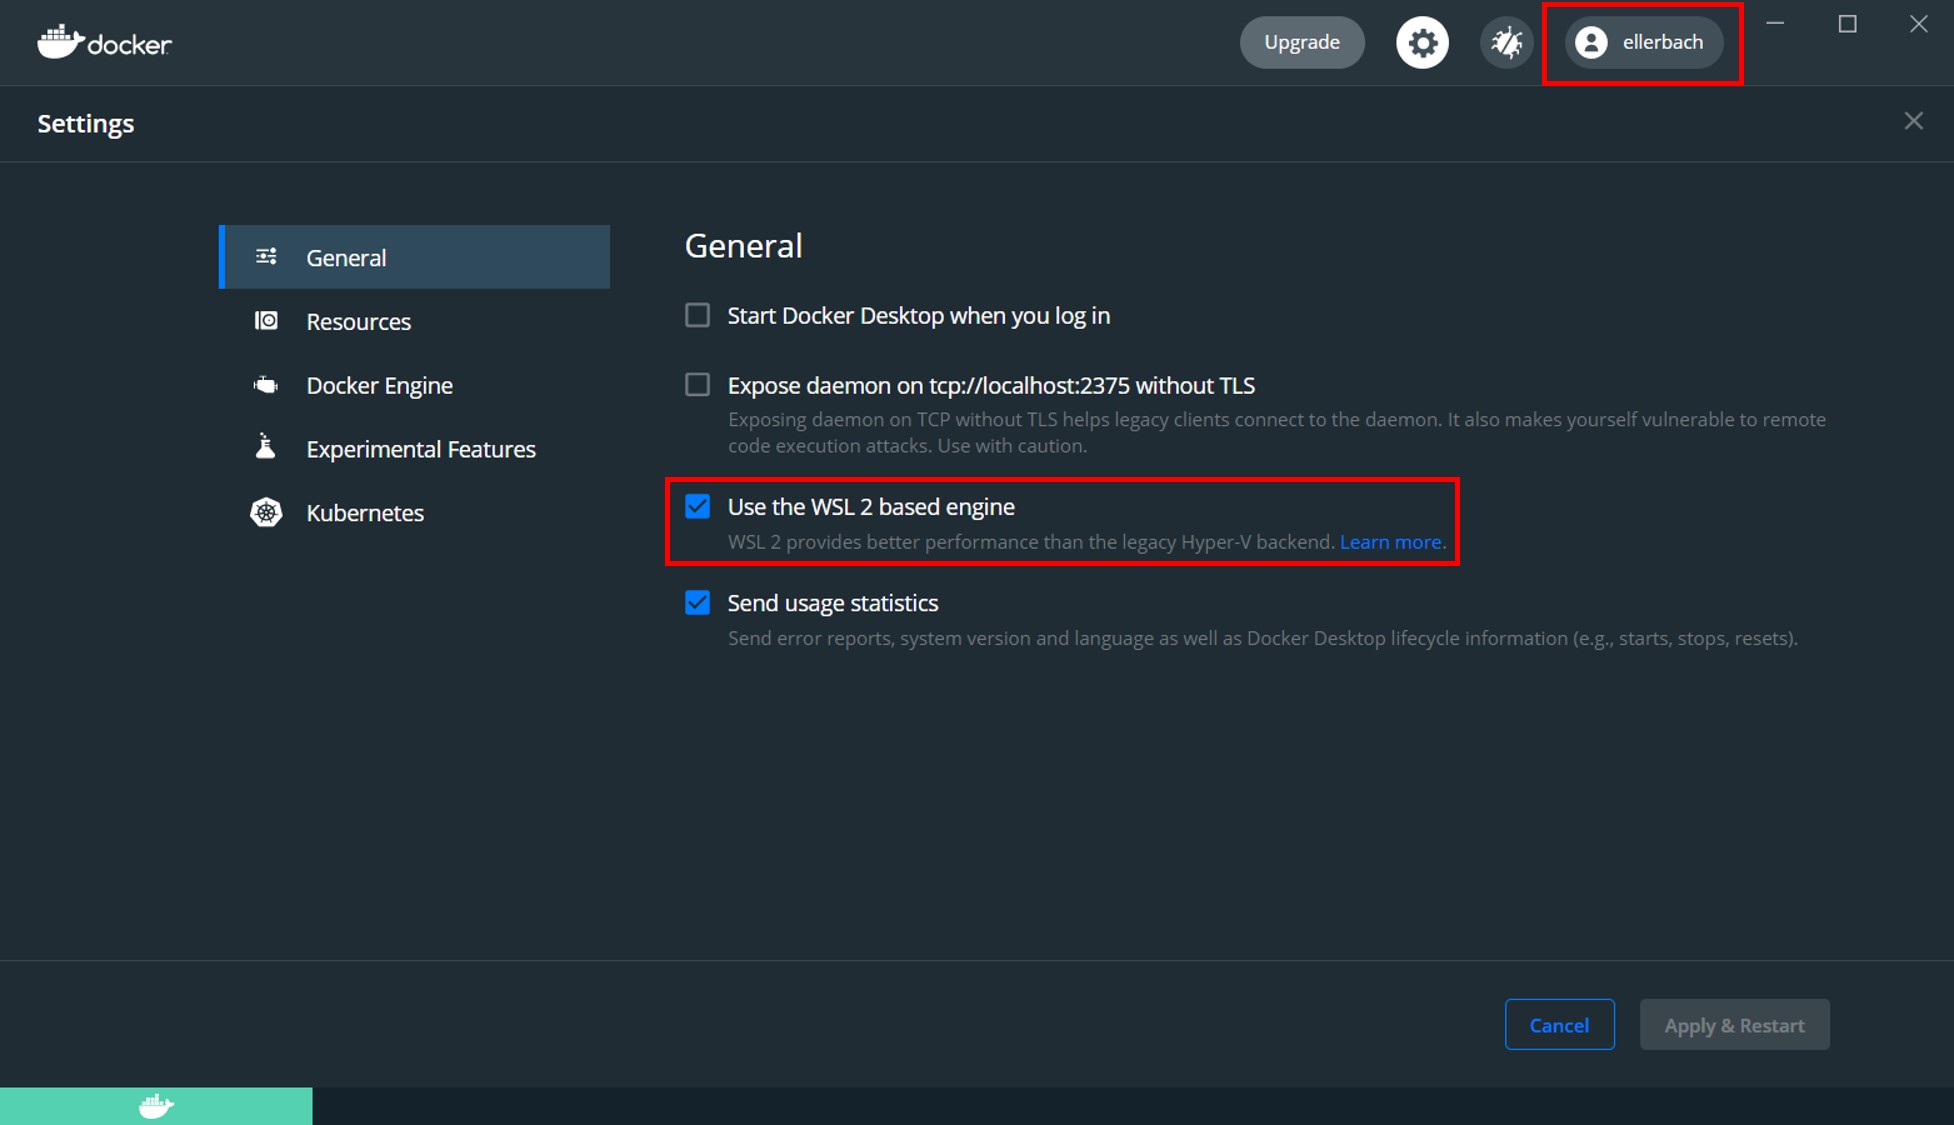 docker
Upgrade
ellerbach
Settings
General
Resources
Docker Engine
Experimental Features
Kubernetes
General
Start Docker Desktop when you log in
Expose daemon on tcp://localhost:2375 without TLS
Exposing daemon on TCP without TLS helps legacy clients connect to the daemon. It also makes yourself vulnerable to remote
code execution attacks. Use with caution.
Use the WSL 2 based engine
WSL 2 provides better performance than the legacy Hyper-V backend. Learn more.
Send usage statistics
Send error reports, system version and language as well as Docker Desktop lifecycle information (e.g., starts, stops, resets).
Cancel
Apply & Restart